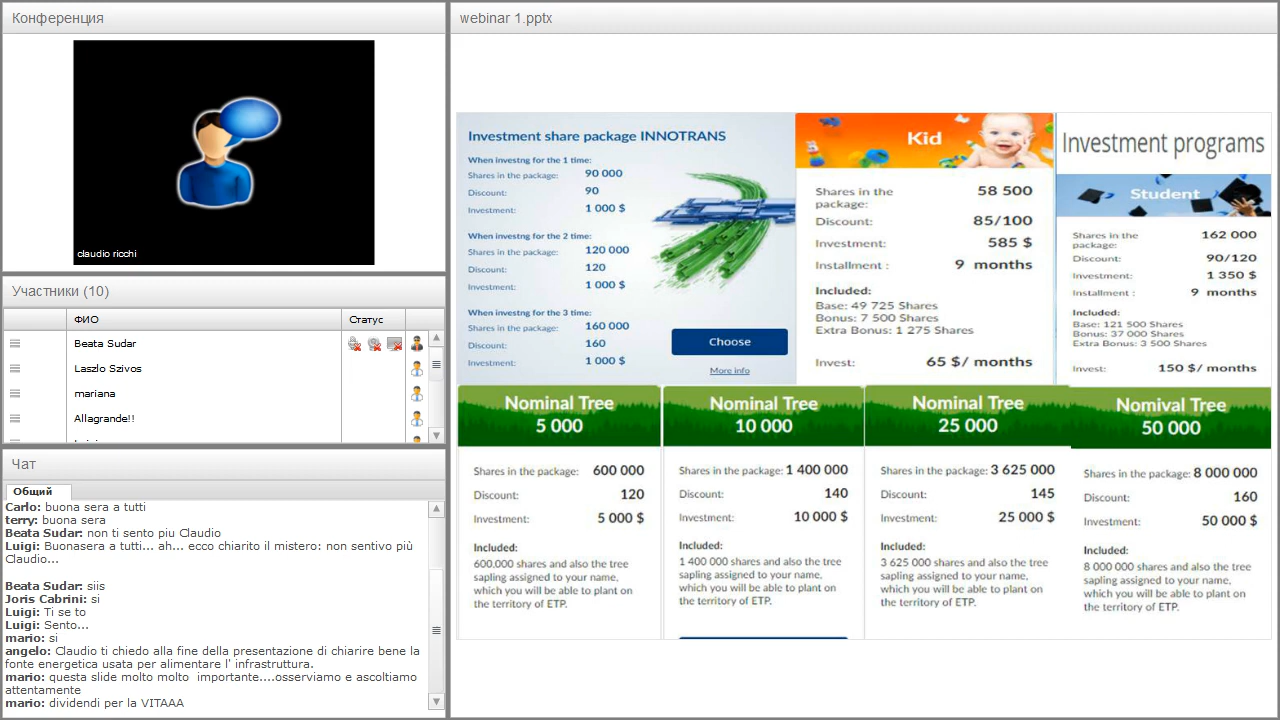 Конференция
claudio ricchi
Участники (10)
ФИО
Статус
Beata Sudar
Laszlo Szivos
mariana
Allagrande!!
Чат
Общий
Carlo: buona sera a tutti
terry: buona sera
Beata Sudar: non ti sento piu Claudio
Luigi: Buonasera a tutti... ah... ecco chiarito il mistero: non sentivo più
Claudio...
Beata Sudar: siis
Joris Cabrini: si
Luigi: Ti se to
Luigi: Sento...
mario: si
angelo: Claudio ti chiedo alla fine della presentazione di chiarire bene la
fonte energetica usata per alimentare l' infrastruttura.
mario: questa slide molto molto importante....osserviamo e ascoltiamo
attentamente
mario: dividendi per la VITAAA
webinar 1.pptx
Investment share package INNOTRANS
When investng for the 1 time:
Shares in the package: 90 000
Discount: 90
Investment: 1 000 $
When investng for the 2 time:
Shares in the package: 120 000
Discount: 120
Investment: 1 000 $
When investng for the 3 time:
Shares in the package: 160 000
Discount: 160
Investment: 1 000 $
Choose
More info
Kid
Shares in the
package: 58 500
Discount: 85/100
Investment: 585 $
Installment : 9 months
Included:
Base: 49 725 Shares
Bonus: 7 500 Shares
Extra Bonus: 1 275 Shares
Invest: 65 $/ months
Investment programs
Student
Shares in the
package: 162 000
Discount: 90/120
Investment: 1 350 $
Installment : 9 months
Included:
Base: 121 500 Shares
Bonus: 37 000 Shares
Extra Bonus: 3 500 Shares
Invest: 150 $/ months
Nominal Tree
5 000
Shares in the package: 600 000
Discount: 120
Investment: 5 000 $
Included:
600.000 shares and also the tree
sapling assigned to your name,
which you will be able to plant on
the territory of ETP.
Nominal Tree
10 000
Shares in the package: 1 400 000
Discount: 140
Investment: 10 000 $
Included:
1 400 000 shares and also the tree
sapling assigned to your name,
which you will be able to plant on
the territory of ETP.
Nominal Tree
25 000
Shares in the package: 3 625 000
Discount: 145
Investment: 25 000 $
Included:
3 625 000 shares and also the tree
sapling assigned to your name,
which you will be able to plant on
the territory of ETP.
Nomival Tree
50 000
Shares in the package: 8 000 000
Discount: 160
Investment: 50 000 $
Included:
8 000 000 shares and also the tree
sapling assigned to your name,
which you will be able to plant on
the territory of ETP.